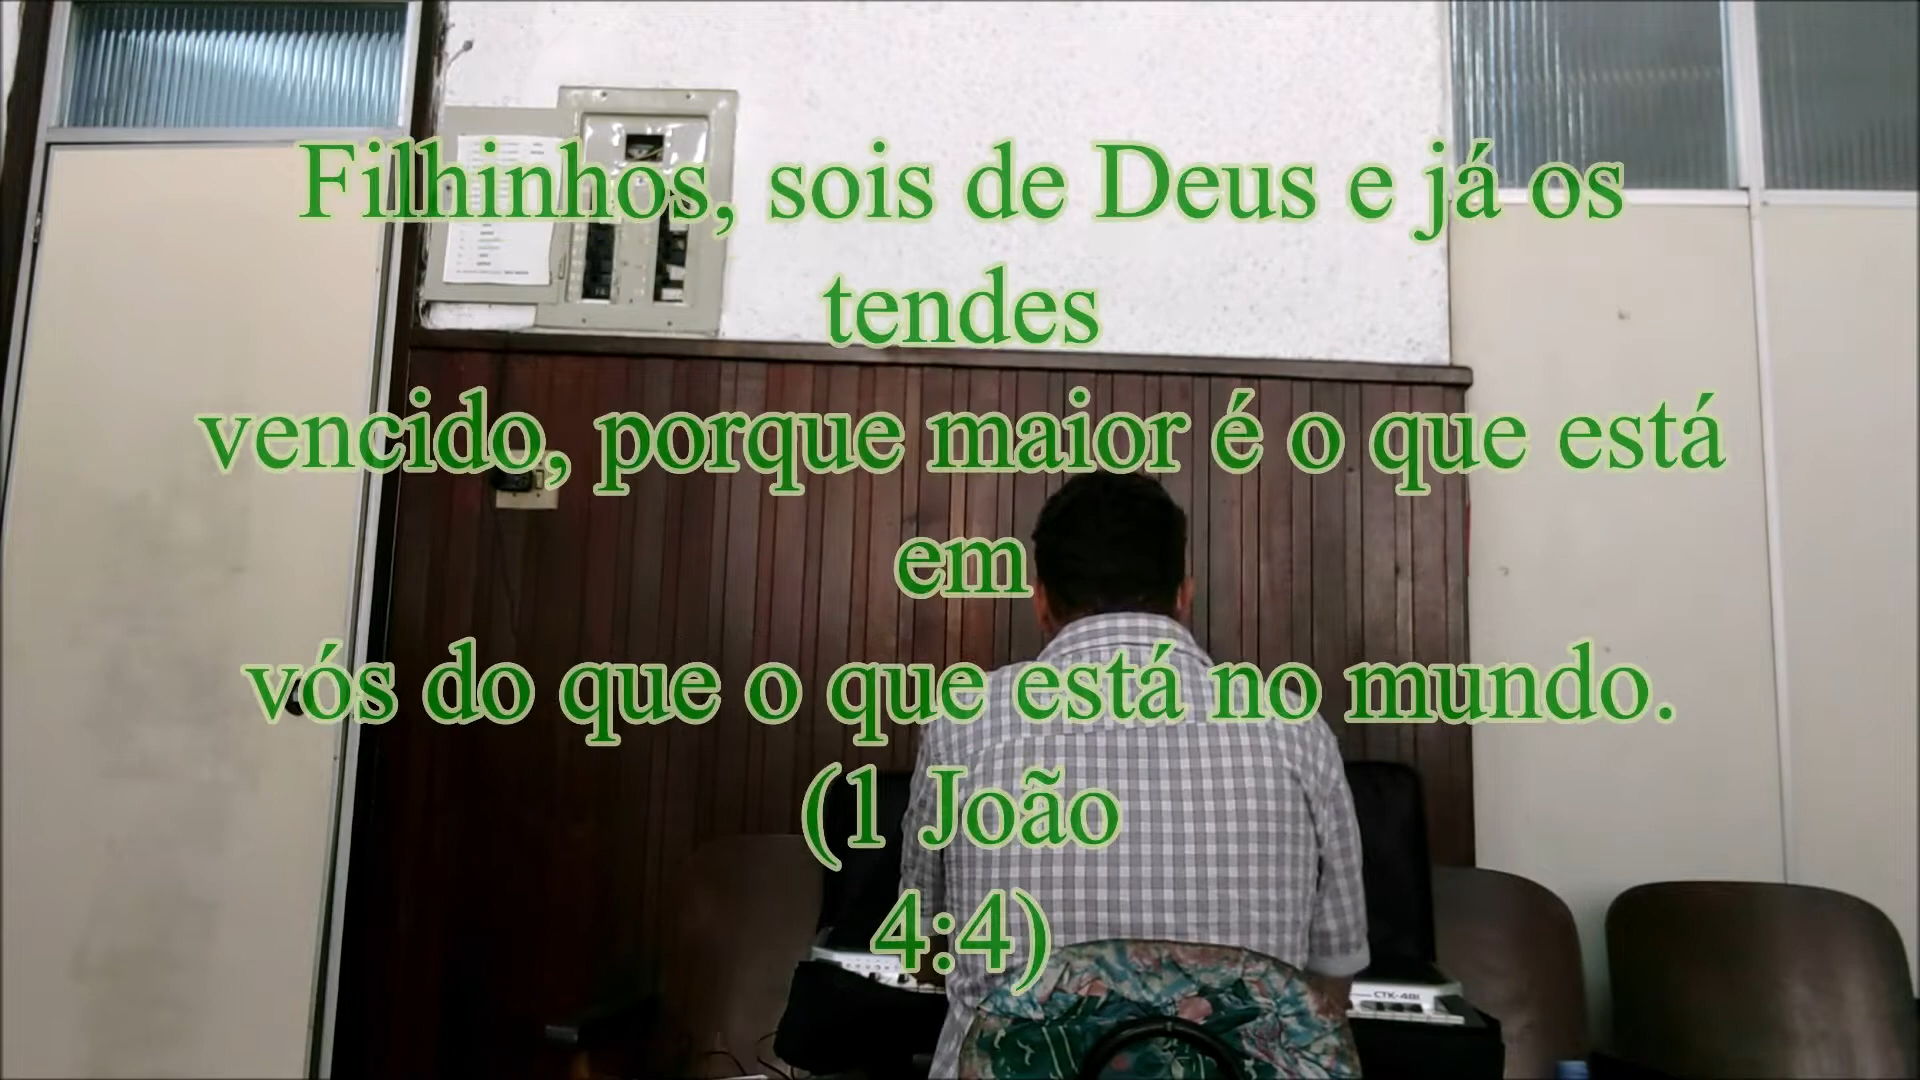 Filhinhos, sois de Deus e já os
tendes
vencido, porque maior é o que está
em
vós do que o que está no mundo.
(1 João
4:4)
CTK-481